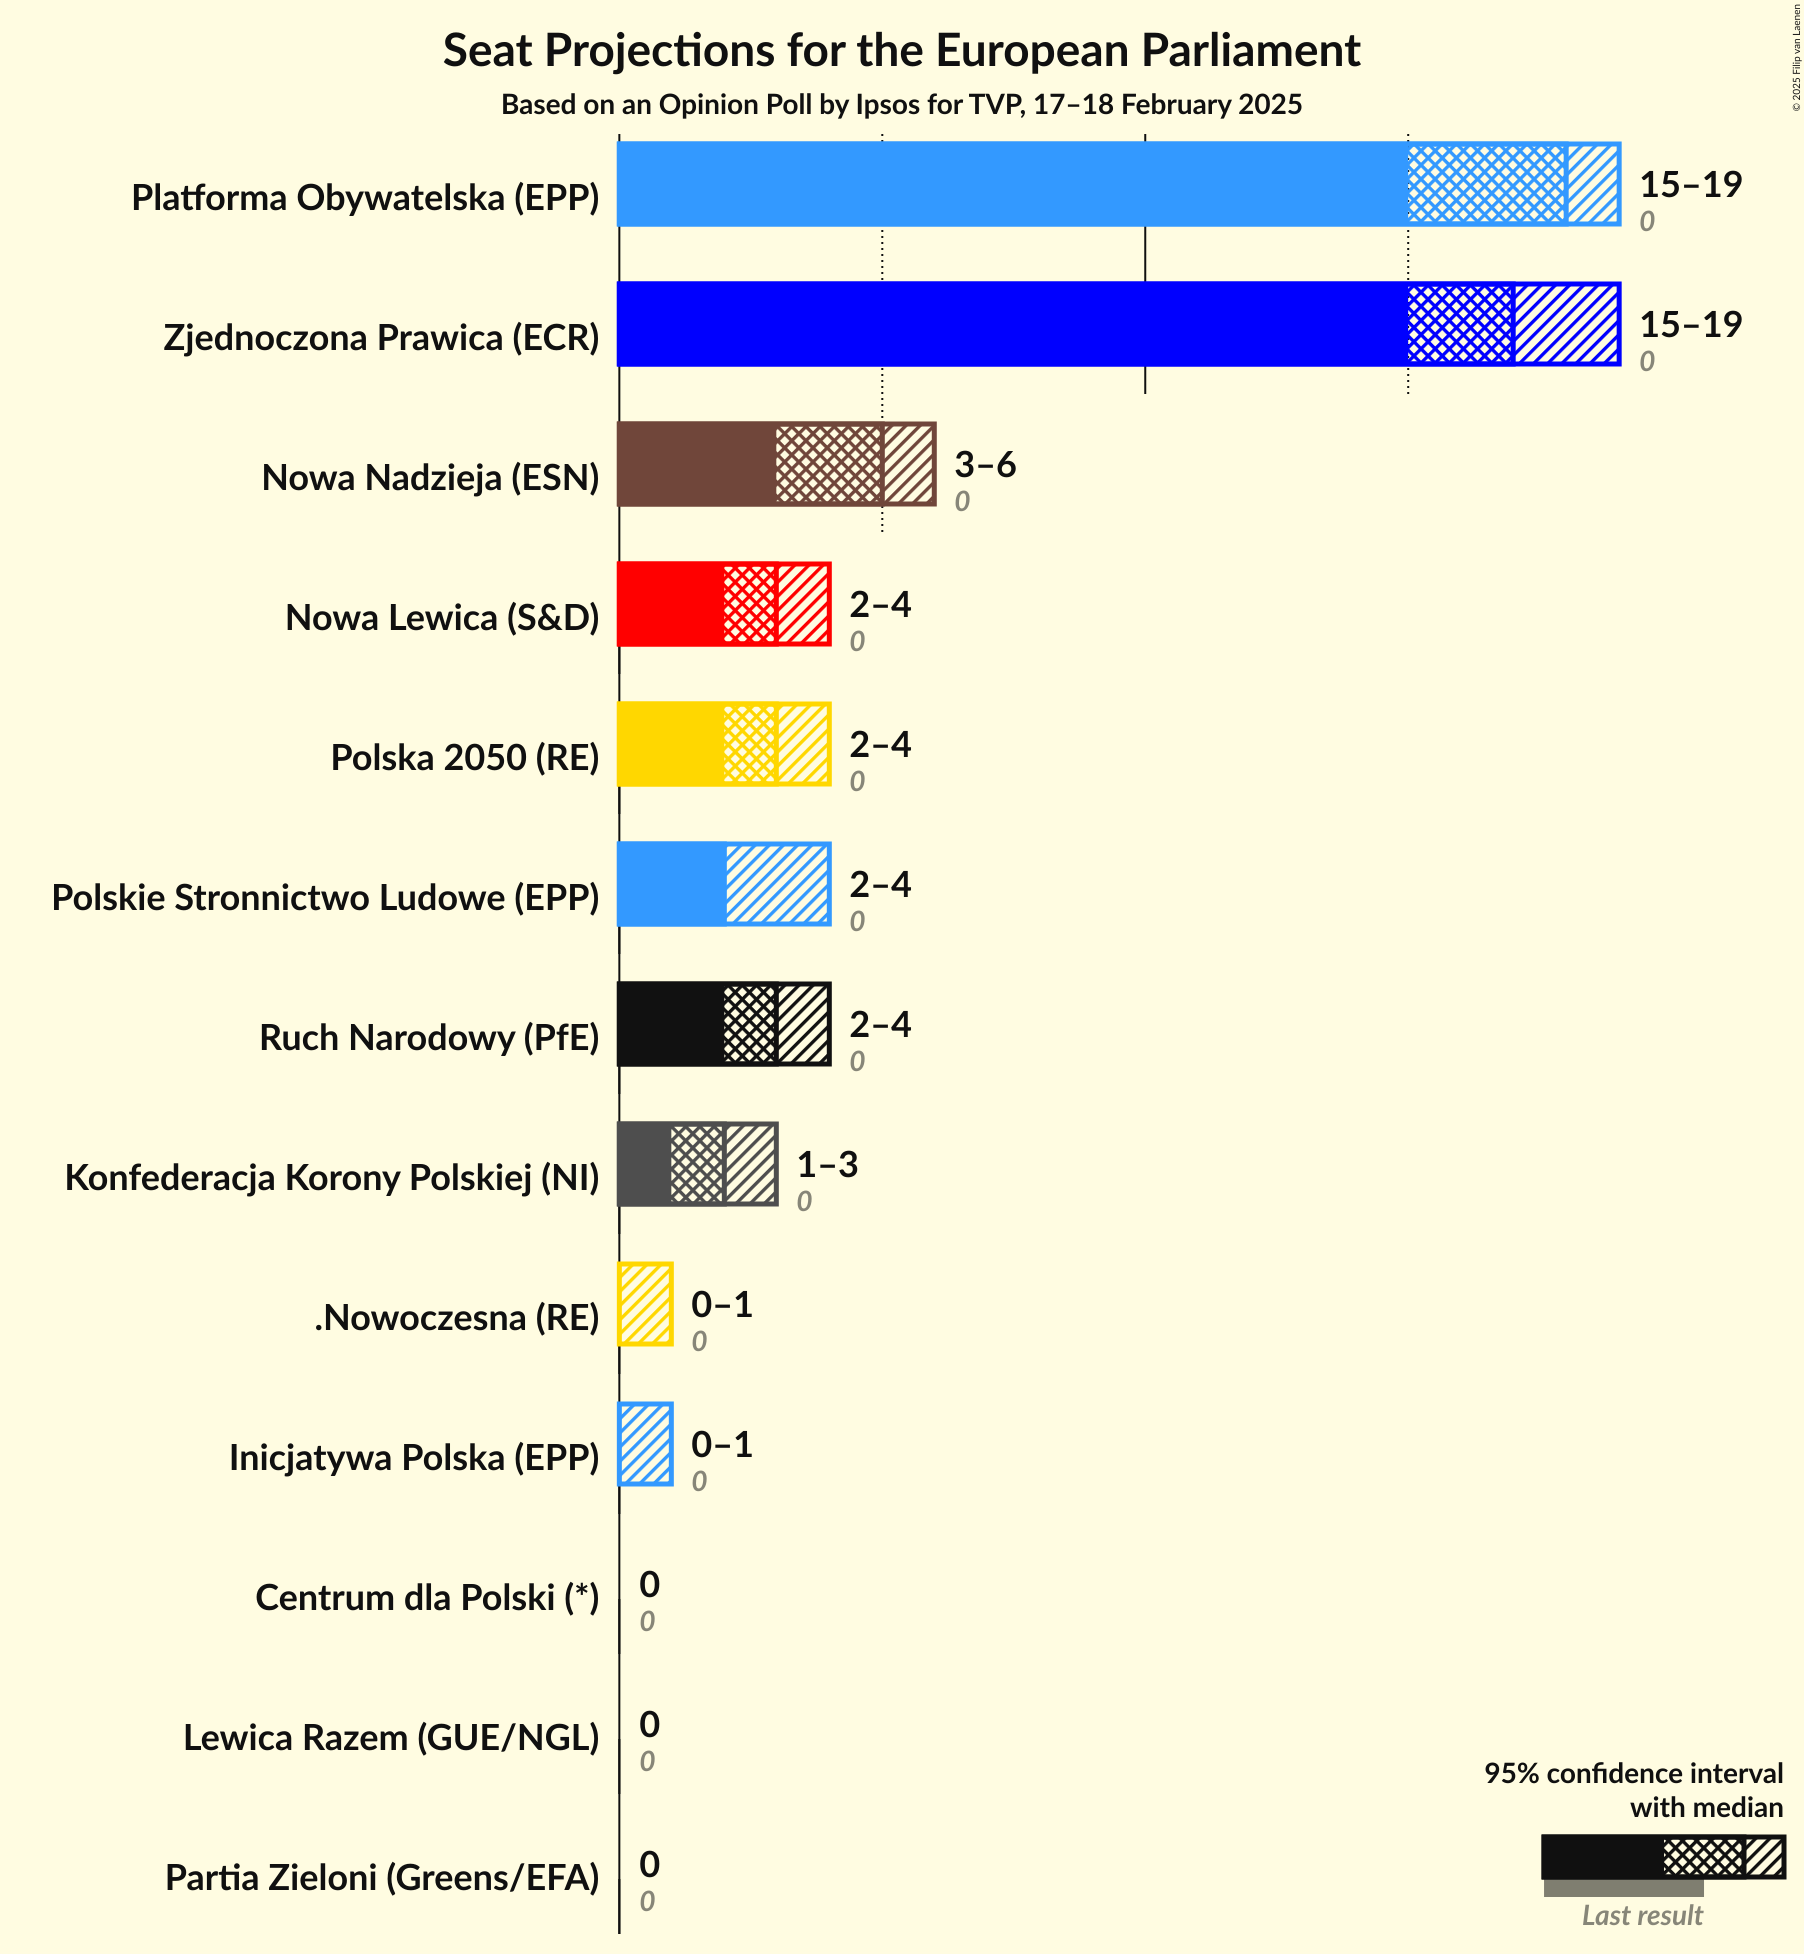 Seat Projections for the European Parliament
Based on an Opinion Poll by Ipsos for TVP, 17–18 February 2025
© 2025 Filip van Laenen
Platforma Obywatelska (EPP)
15–19
0
Zjednoczona Prawica (ECR)
15–19
0
Nowa Nadzieja (ESN)
3–6
0
Nowa Lewica (S&D)
2–4
0
Polska 2050 (RE)
2–4
0
Polskie Stronnictwo Ludowe (EPP)
2–4
0
Ruch Narodowy (PfE)
2–4
0
Konfederacja Korony Polskiej (NI)
1–3
0
.Nowoczesna (RE)
0–1
0
Inicjatywa Polska (EPP)
0–1
0
Centrum dla Polski (*)
0
0
Lewica Razem (GUE/NGL)
0
0
Partia Zieloni (Greens/EFA)
0
0
95% confidence interval
with median
Last result